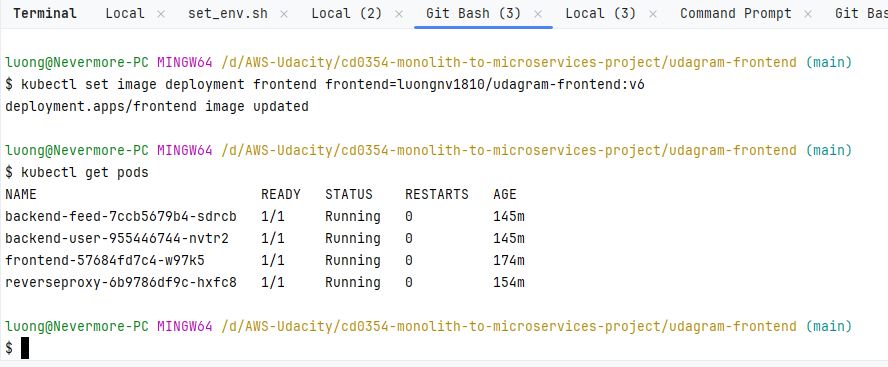 Terminal Local × set_env.sh × Local (2) × Git Bash (3) × Local (3) × Command Prompt × Git Bas
luong@Nevermore-PC MINGW64 /d/AWS-Udacity/cd0354-monolith-to-microservices-project/udagram-frontend (main)
$ kubectl set image deployment frontend frontend=luongnv1810/udagram-frontend:v6
deployment.apps/frontend image updated
luong@Nevermore-PC MINGW64 /d/AWS-Udacity/cd0354-monolith-to-microservices-project/udagram-frontend (main)
$ kubectl get pods
NAME READY STATUS RESTARTS AGE
backend-feed-7ccb5679b4-sdrcb 1/1 Running 0 145m
backend-user-955446744-nvtr2 1/1 Running 0 145m
frontend-57684fd7c4-w97k5 1/1 Running 0 174m
reverseproxy-6b9786df9c-hxfc8 1/1 Running 0 154m
luong@Nevermore-PC MINGW64 /d/AWS-Udacity/cd0354-monolith-to-microservices-project/udagram-frontend (main)
$